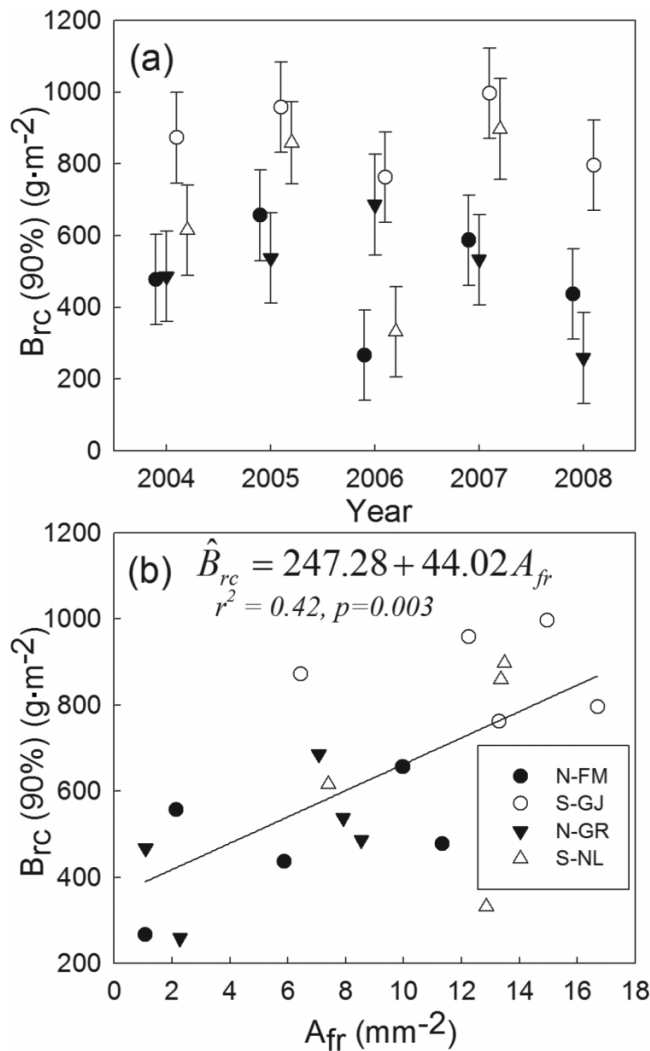 1200
(a)
1000
800
600
400
200
0
Brc (90%) (g·m-2)
2004 2005 2006 2007 2008
Year
1200
(b) B̂rc = 247.28 + 44.02Afr
r2 = 0.42, p=0.003
1000
800
600
400
200
Brc (90%) (g·m-2)
N-FM
S-GJ
N-GR
S-NL
0 2 4 6 8 10 12 14 16 18
Afr (mm-2)